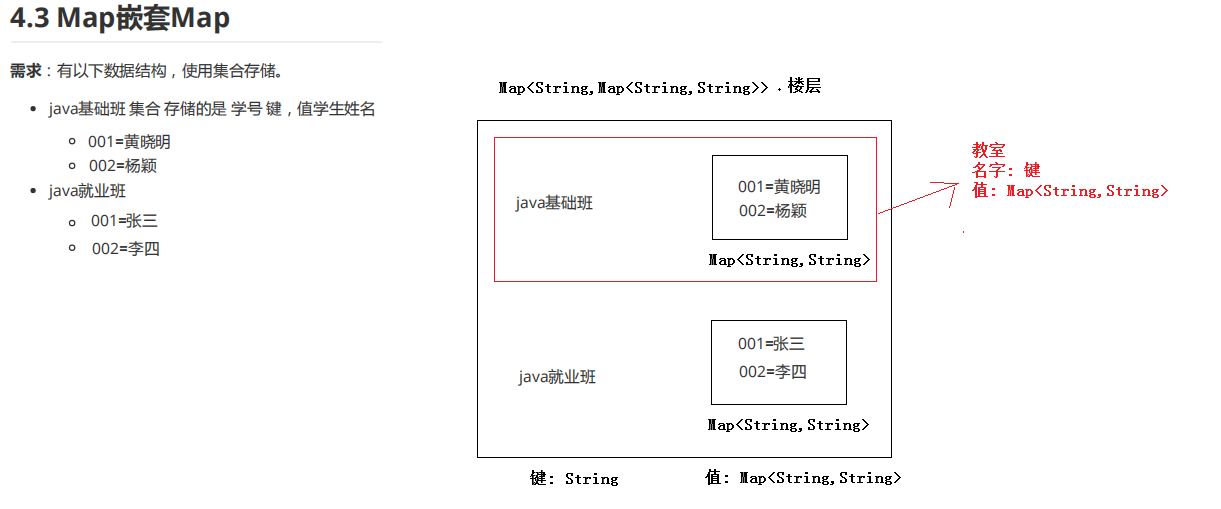 4.3 Map嵌套Map
需求：有以下数据结构，使用集合存储。
java基础班 集合 存储的是 学号 键，值学生姓名
001=黄晓明
002=杨颖
java就业班
001=张三
002=李四
Map<String,Map<String,String>> . 楼层
java基础班
001=黄晓明
002=杨颖
Map<String,String>
教室
名字: 键
值: Map<String,String>
java就业班
001=张三
002=李四
Map<String,String>
键: String
值: Map<String,String>